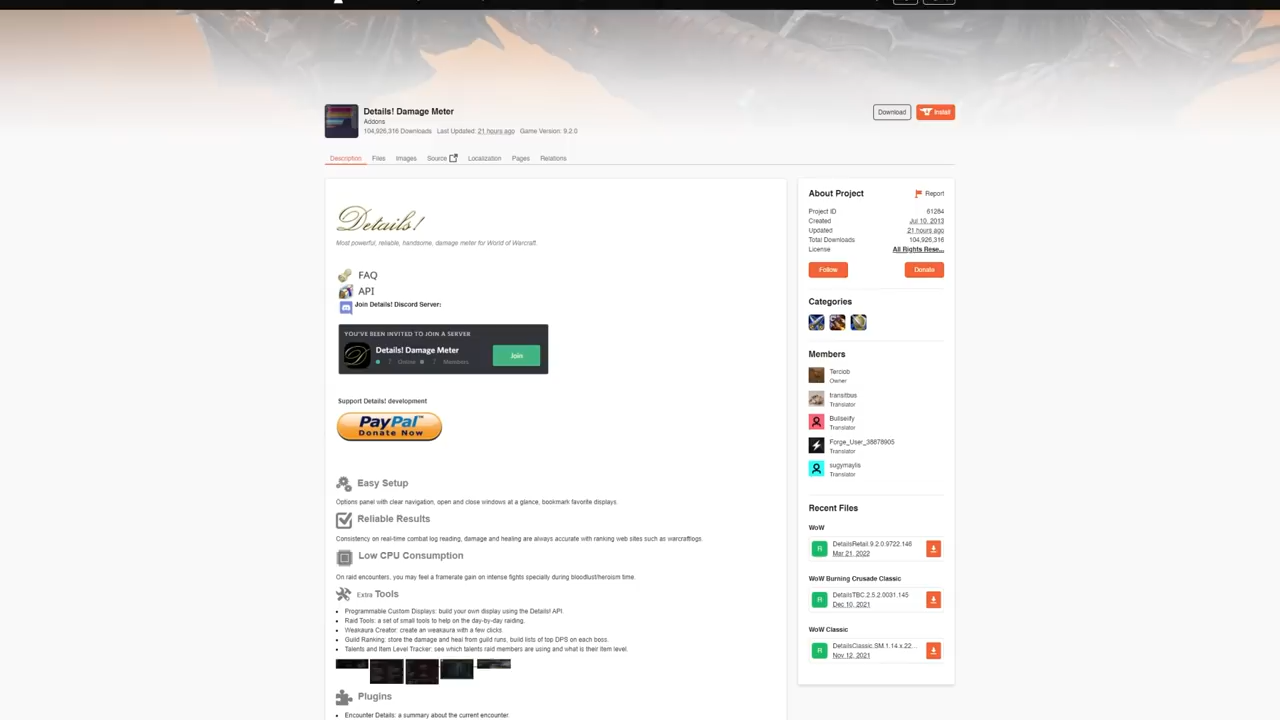 Details! Damage Meter
Addons
104,926,316 Downloads Last Updated: 21 hours ago Game Version: 9.2.0
Download
Install
Description Files Images Source Localization Pages Relations
Details!
Most powerful, reliable, handsome, damage meter for World of Warcraft.
FAQ
API
Join Details! Discord Server:
YOU'VE BEEN INVITED TO JOIN A SERVER
Details! Damage Meter
? Online ? Members
Join
Support Details! development
PayPal
Donate Now
Easy Setup
Options panel with clear navigation, open and close windows at a glance, bookmark favorite displays.
Reliable Results
Consistency on real-time combat log reading, damage and healing are always accurate with ranking web sites such as warcraftlogs.
Low CPU Consumption
On raid encounters, you may feel a framerate gain on intense fights specially during bloodlust/heroism time.
Extra Tools
Programmable Custom Displays: build your own display using the Details! API.
Raid Tools: a set of small tools to help on the day-by-day raiding.
Weakaura Creator: create an weakaura with a few clicks
Guild Ranking: store the damage and heal from guild runs, build lists of top DPS on each boss.
Talents and Item Level Tracker: see which talents raid members are using and what is their item level.
Plugins
Encounter Details: a summary about the current encounter
About Project
Report
Project ID 61284
Created Jul 10, 2013
Updated 21 hours ago
Total Downloads 104,926,316
License All Rights Rese...
Follow
Donate
Categories
Members
Terciob
Owner
transitbus
Translator
Bullseiify
Translator
Forge_User_38878905
Translator
sugymaylis
Translator
Recent Files
WoW
R
DetailsRetail.9.2.0.9722.146
Mar 21, 2022
WoW Burning Crusade Classic
R
DetailsTBC.2.5.2.0031.145
Dec 10, 2021
WoW Classic
R
DetailsClassic.SM.1.14.x.22...
Nov 12, 2021